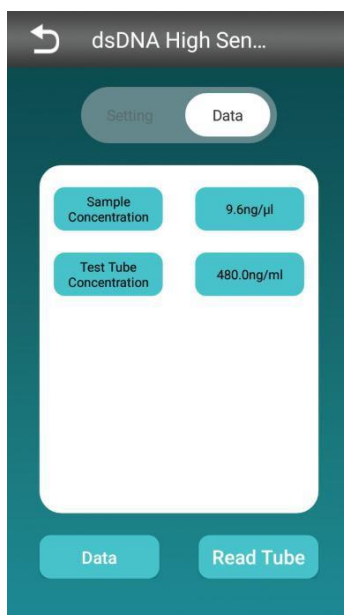 dsDNA High Sen...
Setting
Data
Sample
Concentration
9.6ng/µl
Test Tube
Concentration
480.0ng/ml
Data
Read Tube